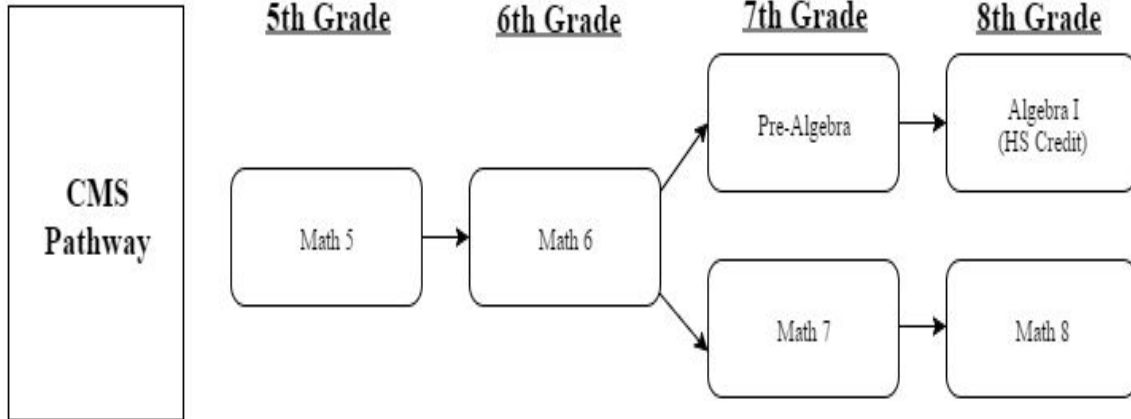 5th Grade 6th Grade 7th Grade 8th Grade
CMS
Pathway
Math 5
Math 6
Pre-Algebra
Algebra I
(HS Credit)
Math 7
Math 8